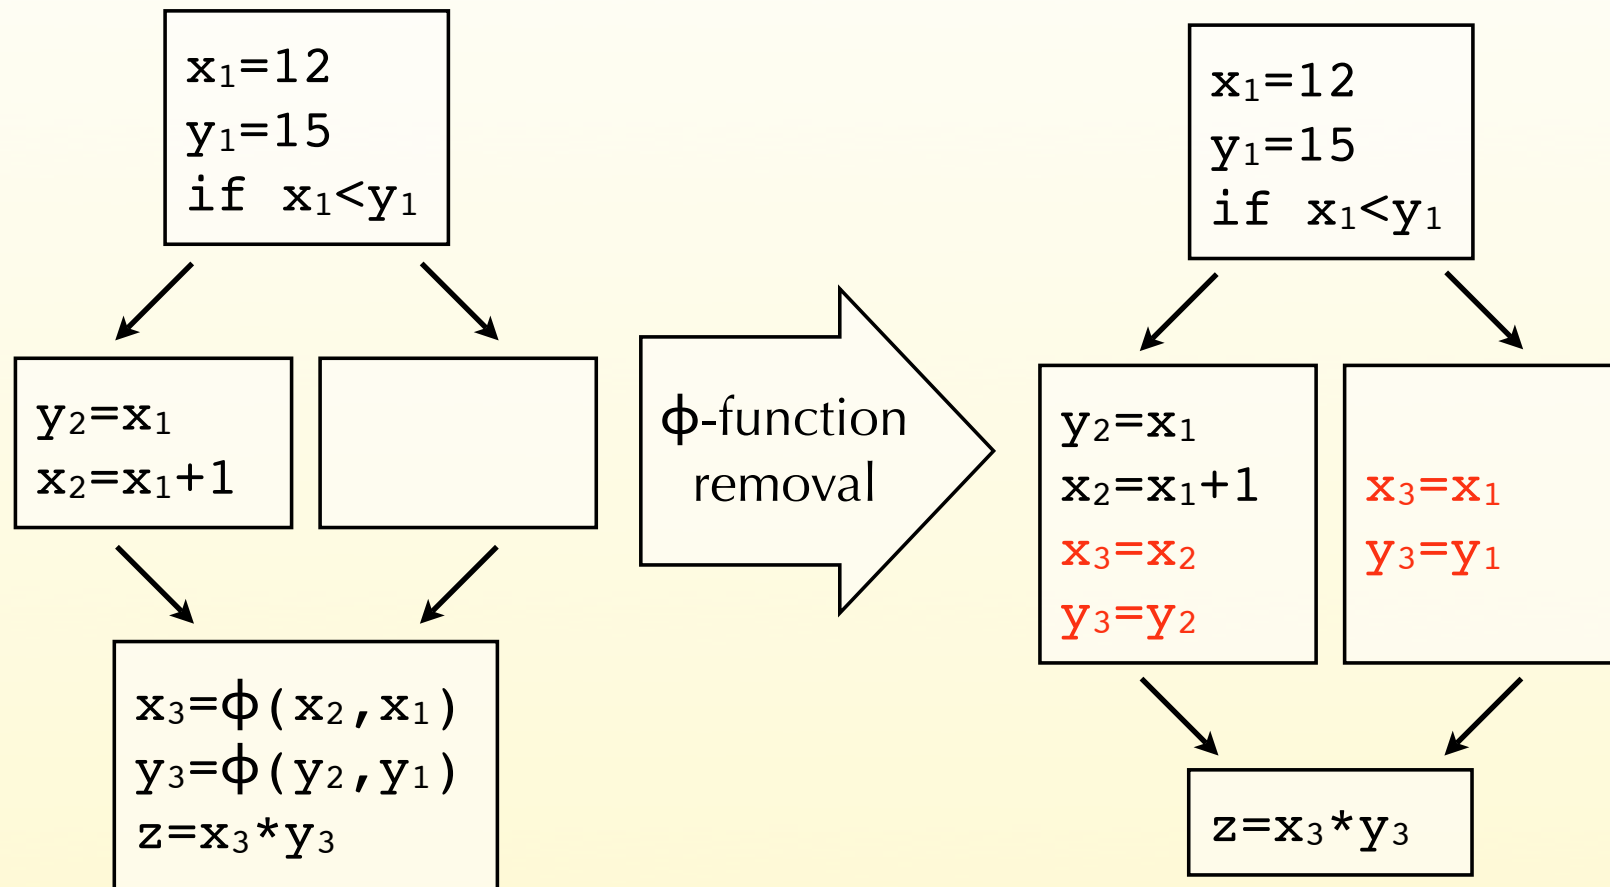 x₁=12
y₁=15
if x₁<y₁
y₂=x₁
x₂=x₁+1
x₃=ϕ(x₂,x₁)
y₃=ϕ(y₂,y₁)
z=x₃*y₃
ϕ-function
removal
x₁=12
y₁=15
if x₁<y₁
y₂=x₁
x₂=x₁+1
x₃=x₂
y₃=y₂
x₃=x₁
y₃=y₁
z=x₃*y₃